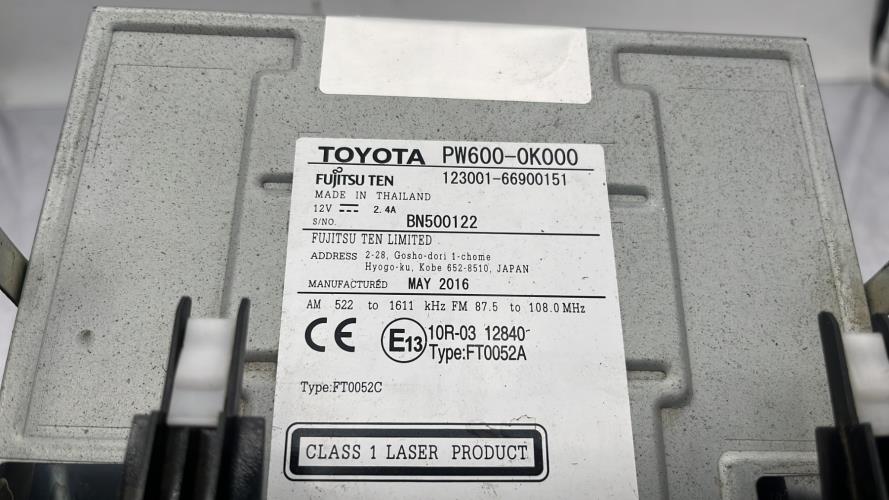 TOYOTA PW600-0K000
FUJITSU TEN 123001-66900151
MADE IN THAILAND
12V ⎓ 2.4A
S/NO. BN500122
FUJITSU TEN LIMITED
ADDRESS 2-28, Gosho-dori 1-chome
Hyogo-ku, Kobe 652-8510, JAPAN
MANUFACTURED MAY 2016
AM 522 to 1611 kHz FM 87.5 to 108.0 MHz
CE E13 10R-03 12840
Type:FT0052A
Type:FT0052C
CLASS 1 LASER PRODUCT